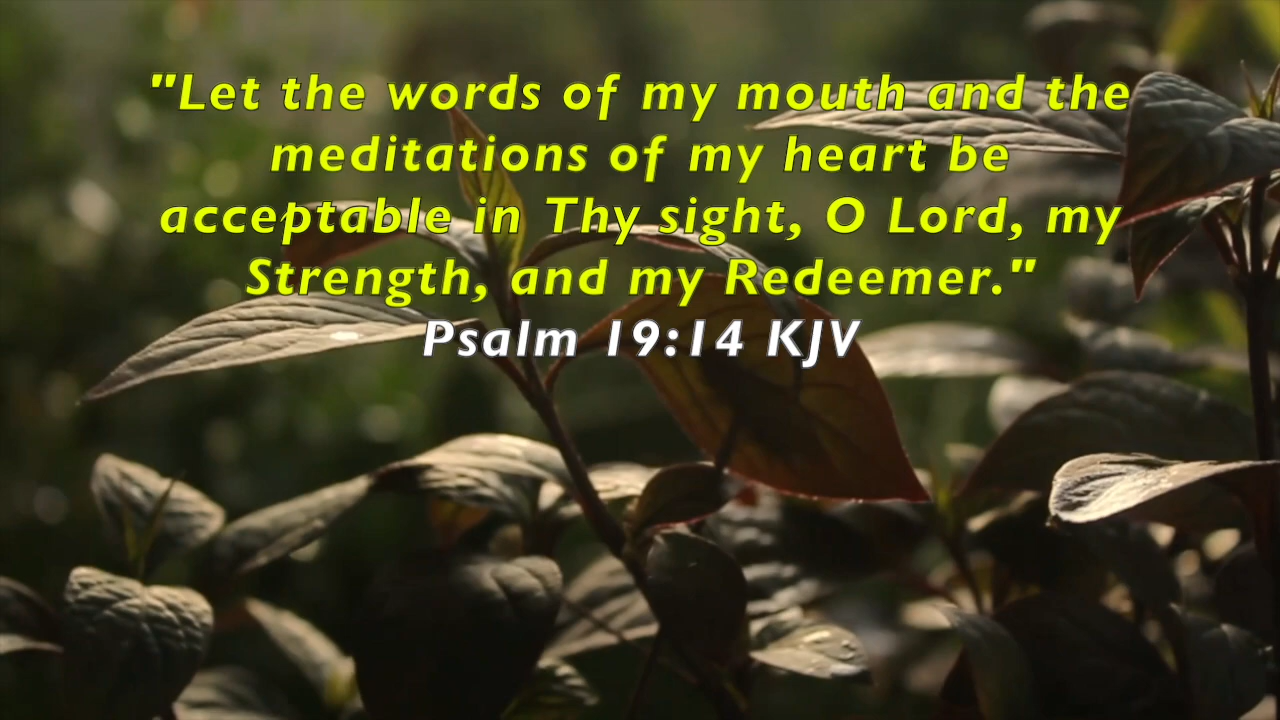 "Let the words of my mouth and the
meditations of my heart be
acceptable in Thy sight, O Lord, my
Strength, and my Redeemer."
Psalm 19:14 KJV